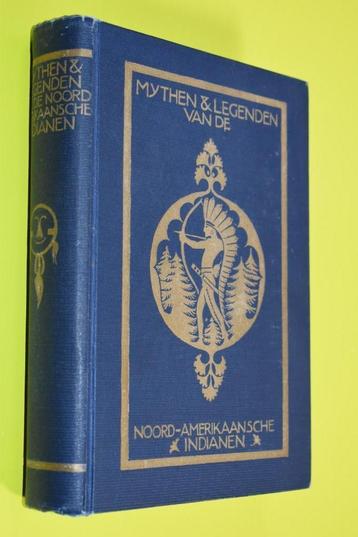 MYTHEN &
LEGENDEN
DE NOORD
AMERIKAANSCHE
INDIANEN
MYTHEN & LEGENDEN
VAN DE
NOORD-AMERIKAANSCHE
INDIANEN